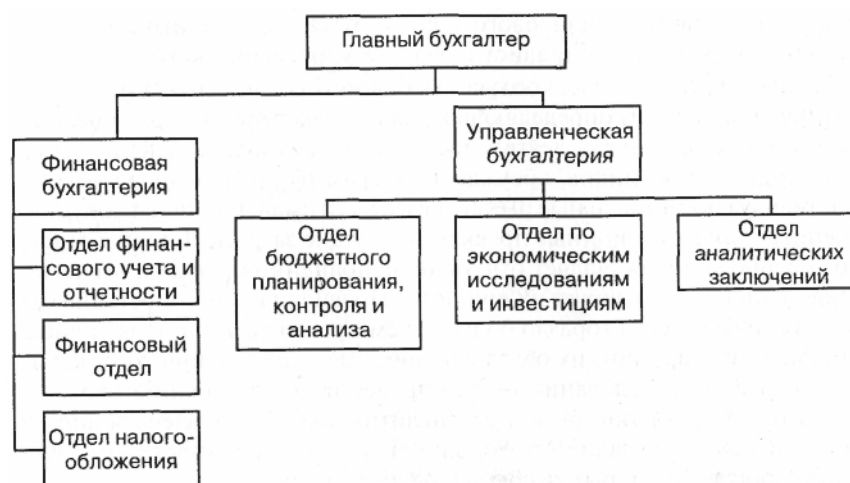 Главный бухгалтер
Финансовая
бухгалтерия
Управленческая
бухгалтерия
Отдел финан-
сового учета и
отчетности
Финансовый
отдел
Отдел налого-
обложения
Отдел
бюджетного
планирования,
контроля и
анализа
Отдел по
экономическим
исследованиям
и инвестициям
Отдел
аналитических
заключений